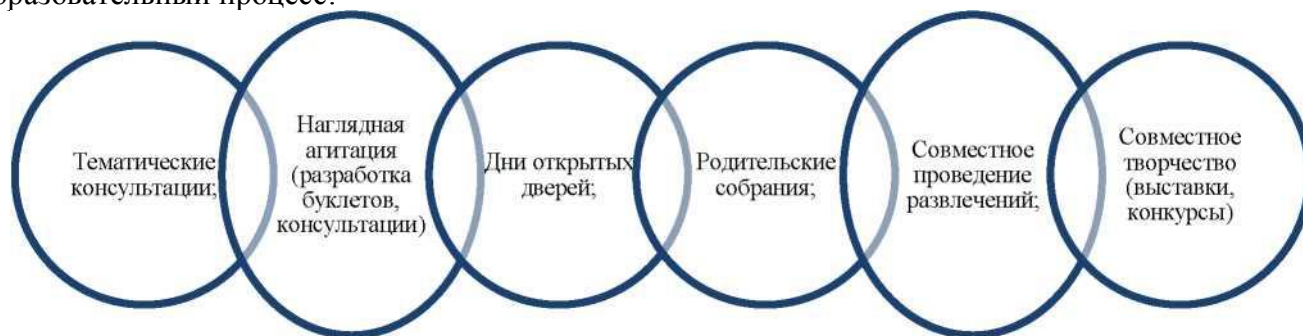 процесс.
Тематические
консультации;
Наглядная
агитация
(разработка
буклетов,
консультации)
Дни открытых
дверей;
Родительские
собрания;
Совместное
проведение
развлечений;
Совместное
творчество
(выставки,
конкурсы)